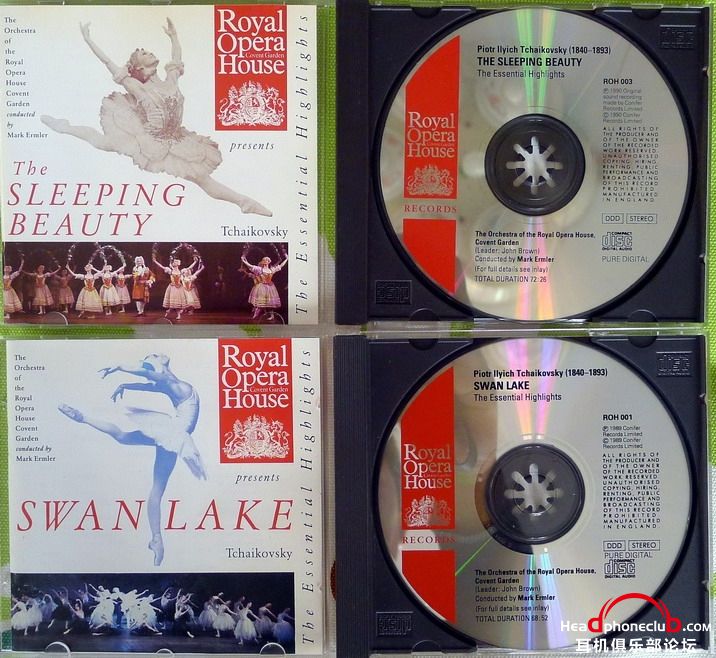 The
Orchestra
of the
Royal
Opera
House
Covent
Garden
conducted
by
Mark Ermler
Royal
Opera
Covent Garden
House
presents
The Essential Highlights
The
SLEEPING
BEAUTY
Tchaikovsky
Piotr Ilyich Tchaikovsky (1840-1893)
THE SLEEPING BEAUTY
The Essential Highlights
ROH 003
℗ 1990 Original
sound recording
made by Conifer
Records Limited
© 1990 Conifer
Records Limited
ALL RIGHTS OF
THE PRODUCER AND
OF THE OWNER
OF THE RECORDED
WORK RESERVED.
UNAUTHORISED
COPYING, HIRING,
RENTING, PUBLIC
PERFORMANCE AND
BROADCASTING
OF THIS RECORD
PROHIBITED.
MANUFACTURED
IN ENGLAND.
Royal
Opera
House
RECORDS
DDD STEREO
COMPACT
disc
DIGITAL AUDIO
PURE DIGITAL
The Orchestra of the Royal Opera House,
Covent Garden
(Leader: John Brown)
Conducted by Mark Ermler
(For full details see inlay)
TOTAL DURATION 72:26
The
Orchestra
of
the
Royal
Opera
House
Covent
Garden
conducted by
Mark Ermler
Royal
Opera
Covent Garden
House
presents
The Essential Highlights
SWAN LAKE
Tchaikovsky
Piotr Ilyich Tchaikovsky (1840-1893)
SWAN LAKE
The Essential Highlights
ROH 001
℗ 1989 Conifer
Records Limited
© 1989 Conifer
Records Limited
ALL RIGHTS OF
THE PRODUCER AND
OF THE OWNER
OF THE RECORDED
WORK RESERVED.
UNAUTHORISED
COPYING, HIRING,
RENTING, PUBLIC
PERFORMANCE AND
BROADCASTING
OF THIS RECORD
PROHIBITED.
MANUFACTURED
IN ENGLAND.
Royal
Opera
House
RECORDS
DDD STEREO
PURE DIGITAL
COMPACT
disc
DIGITAL AUDIO
The Orchestra of the Royal Opera House,
Covent Garden
(Leader: John Brown)
Conducted by Mark Ermler
(For full details see inlay)
TOTAL DURATION 68:52
Headphoneclub.com
耳机俱乐部论坛